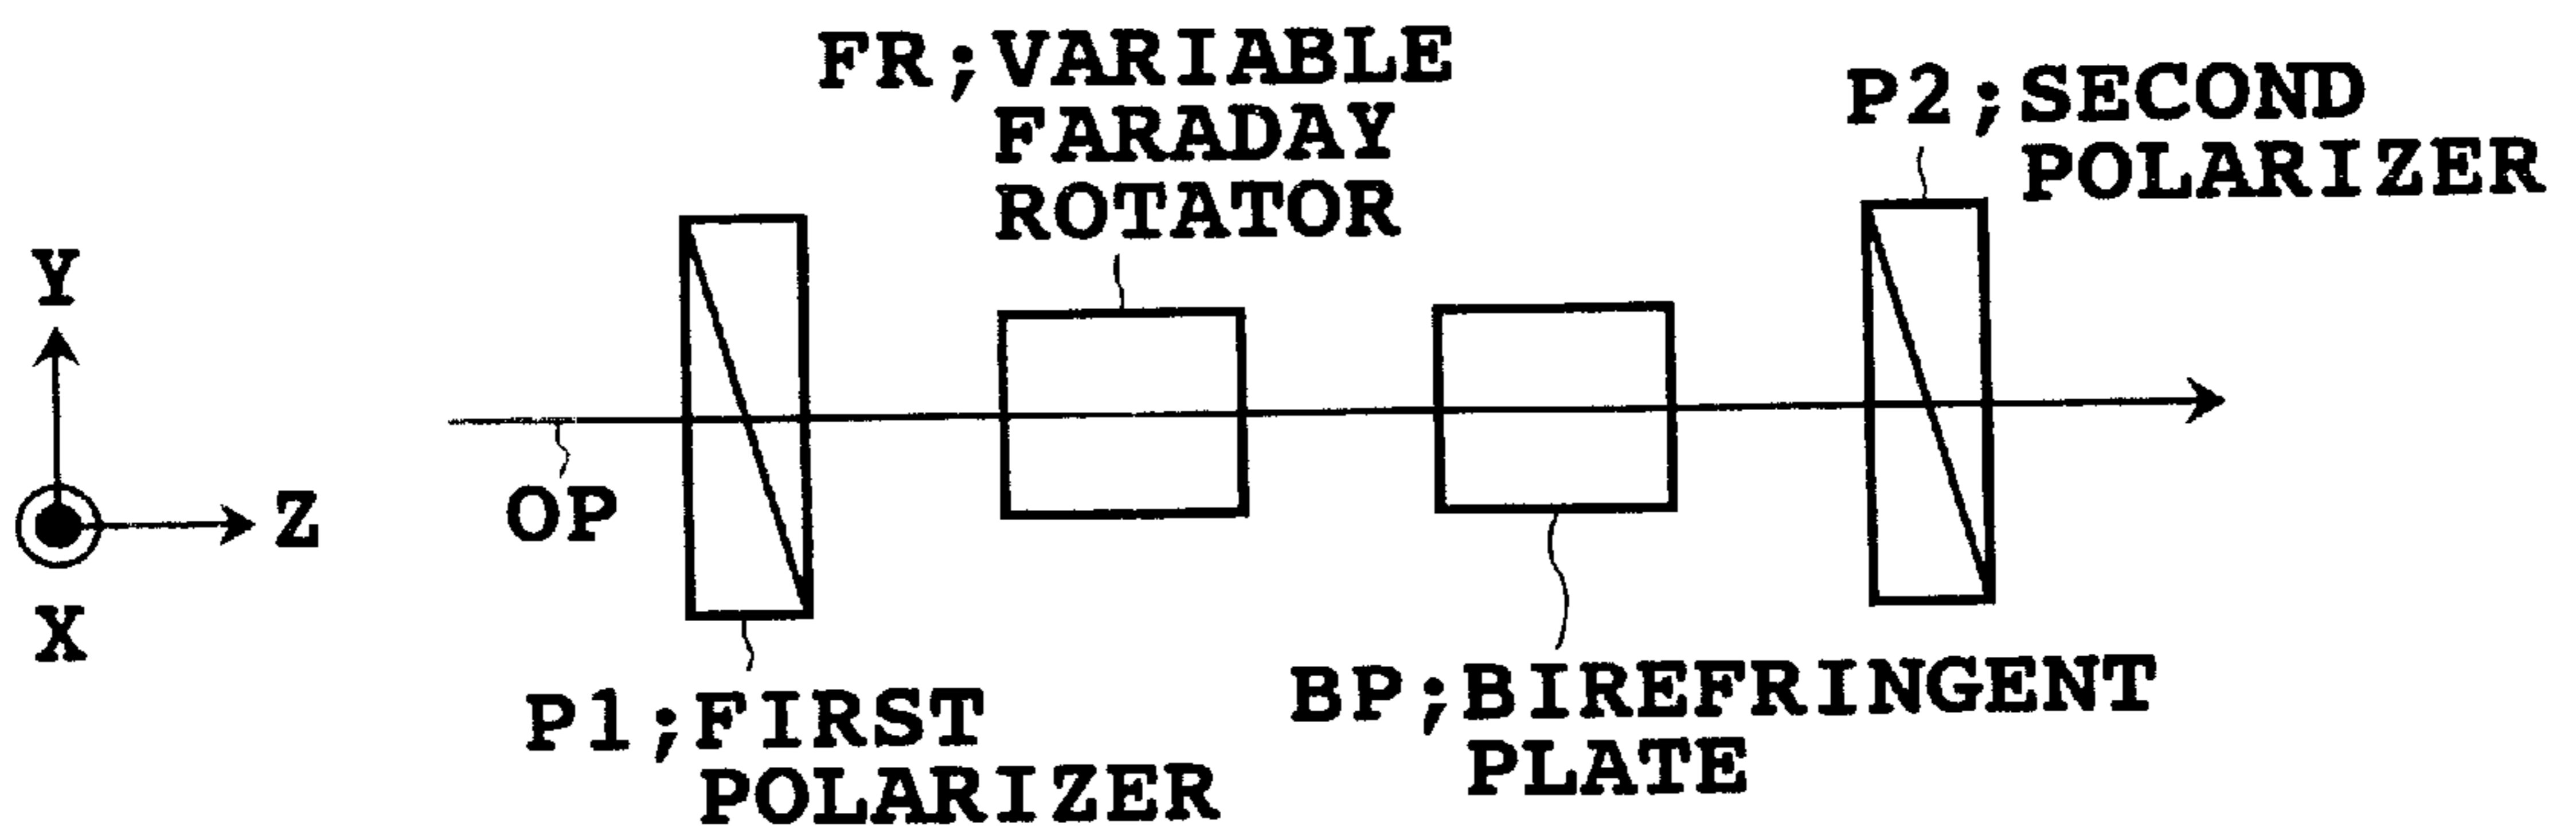 FR;VARIABLE
FARADAY
ROTATOR
P2;SECOND
POLARIZER
Y
Z
X
OP
P1;FIRST
POLARIZER
BP;BIREFRINGENT
PLATE